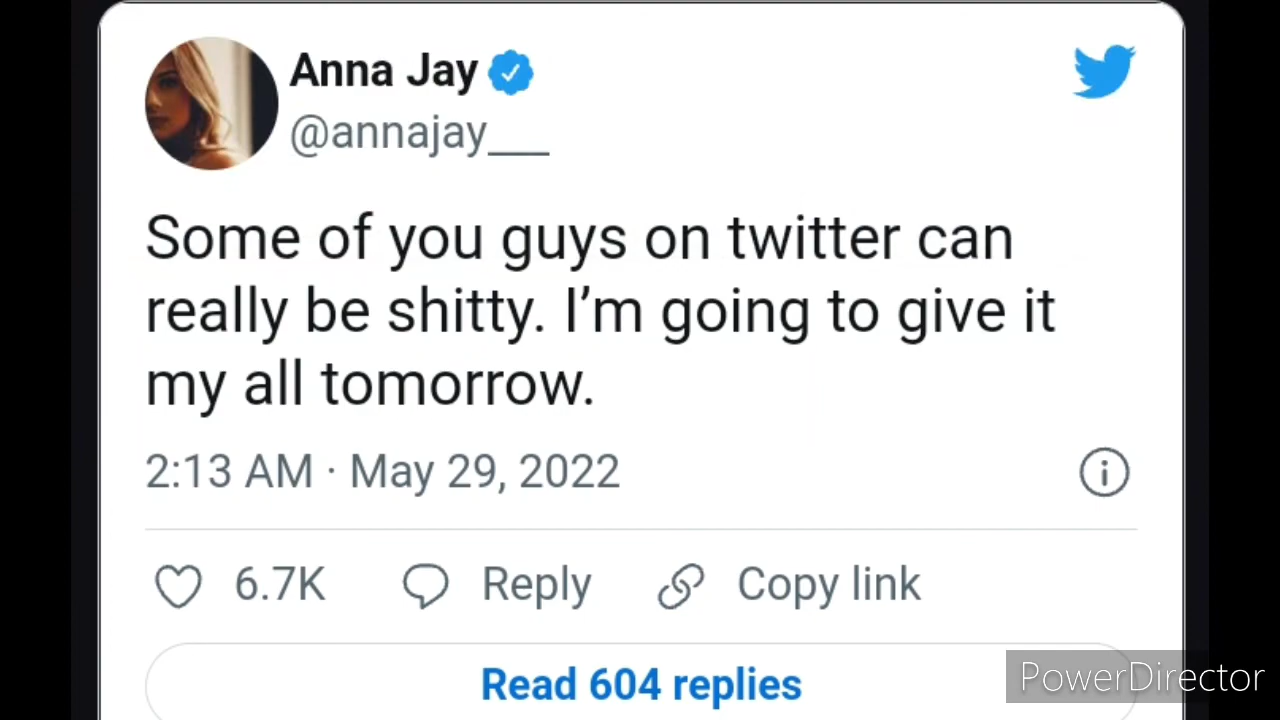 Anna Jay
@annajay___
Some of you guys on twitter can
really be shitty. I’m going to give it
my all tomorrow.
2:13 AM · May 29, 2022
6.7K Reply Copy link
Read 604 replies
PowerDirector